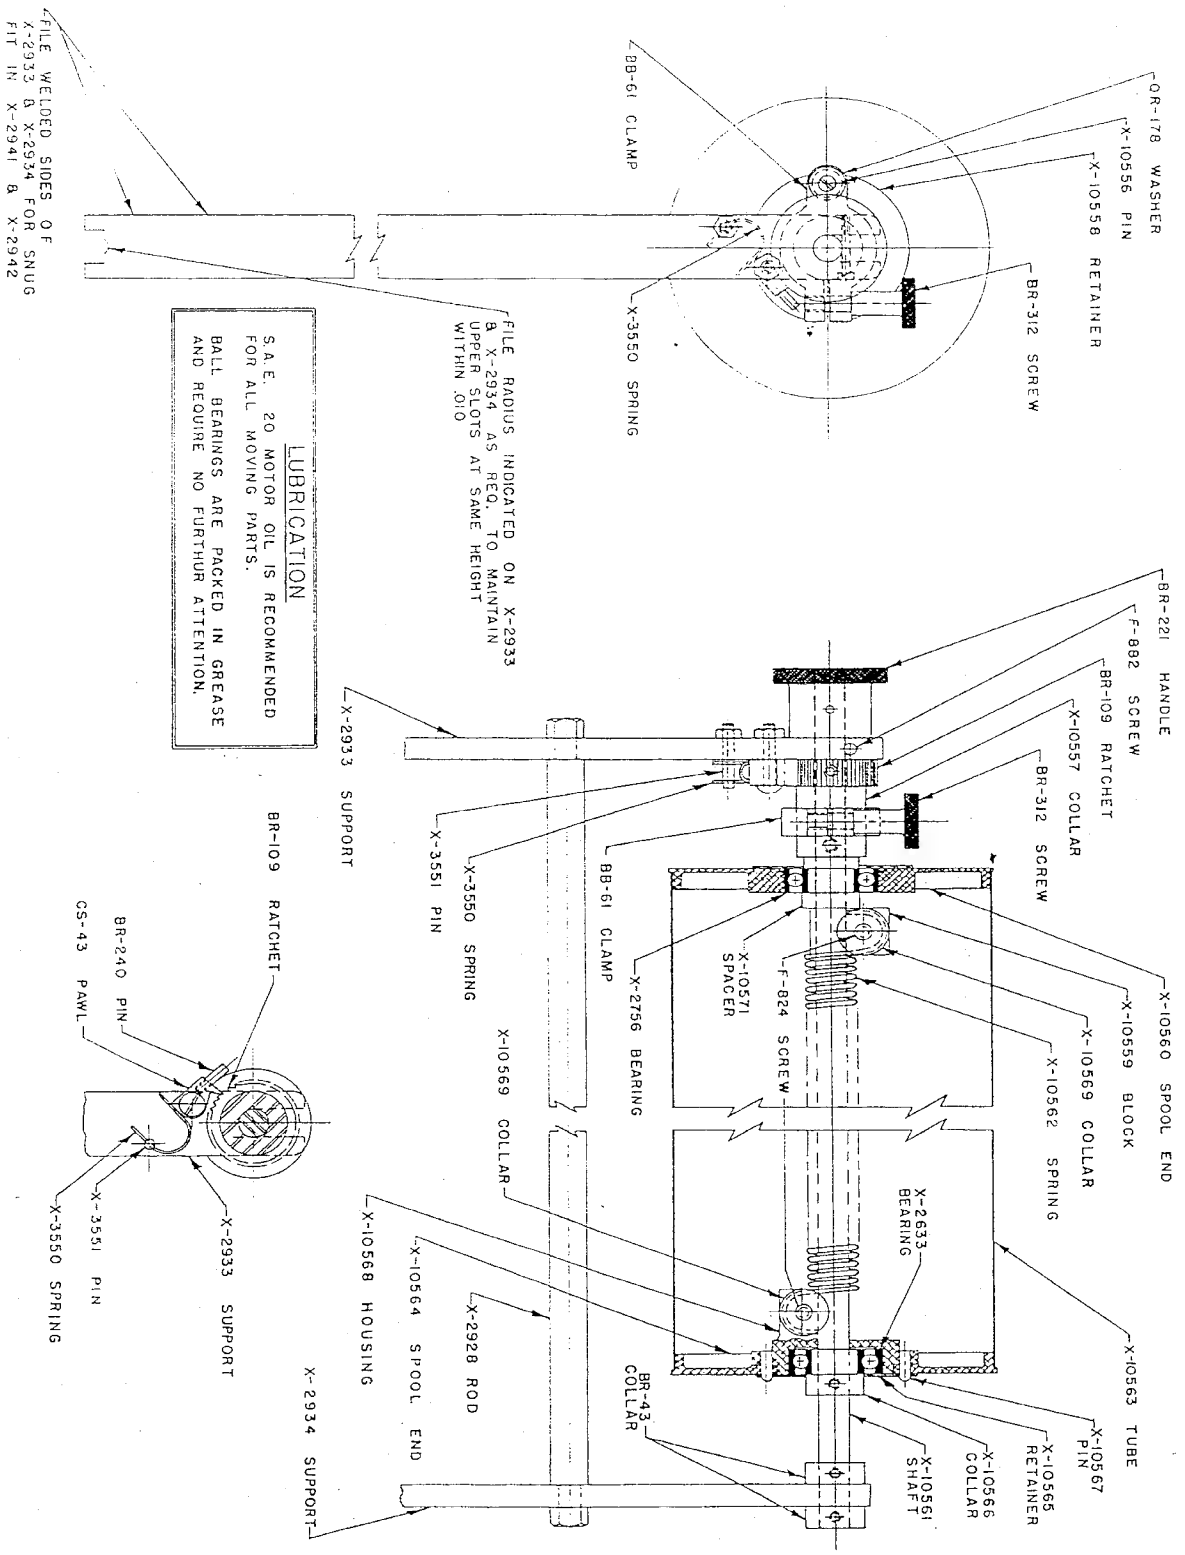 QR-178 WASHER
X-10556 PIN
X-10558 RETAINER
BR-312 SCREW
BB-61 CLAMP
X-3550 SPRING
FILE WELDED SIDES OF
X-2933 & X-2934 FOR SNUG
FIT IN X-2941 & X-2942
FILE RADIUS INDICATED ON X-2933
& X-2934 AS REQ. TO MAINTAIN
UPPER SLOTS AT SAME HEIGHT
WITHIN .010
LUBRICATION
S.A.E. 20 MOTOR OIL IS RECOMMENDED
FOR ALL MOVING PARTS.
BALL BEARINGS ARE PACKED IN GREASE
AND REQUIRE NO FURTHUR ATTENTION.
BR-221 HANDLE
F-882 SCREW
BR-109 RATCHET
X-10557 COLLAR
BR-312 SCREW
X-10560 SPOOL END
X-10559 BLOCK
X-10569 COLLAR
X-10562 SPRING
X-10563 TUBE
X-10567
PIN
X-10565
RETAINER
X-10566
COLLAR
X-10561
SHAFT
X-2633
BEARING
BR-43
COLLAR
X-2933 SUPPORT
X-3551 PIN
X-3550 SPRING
BB-61 CLAMP
X-2756 BEARING
X-10571
SPACER
F-824 SCREW
X-10569 COLLAR
X-2928 ROD
X-10564 SPOOL END
X-10568 HOUSING
X-2934 SUPPORT
BR-109 RATCHET
BR-240 PIN
CS-43 PAWL
X-2933 SUPPORT
X-3551 PIN
X-3550 SPRING